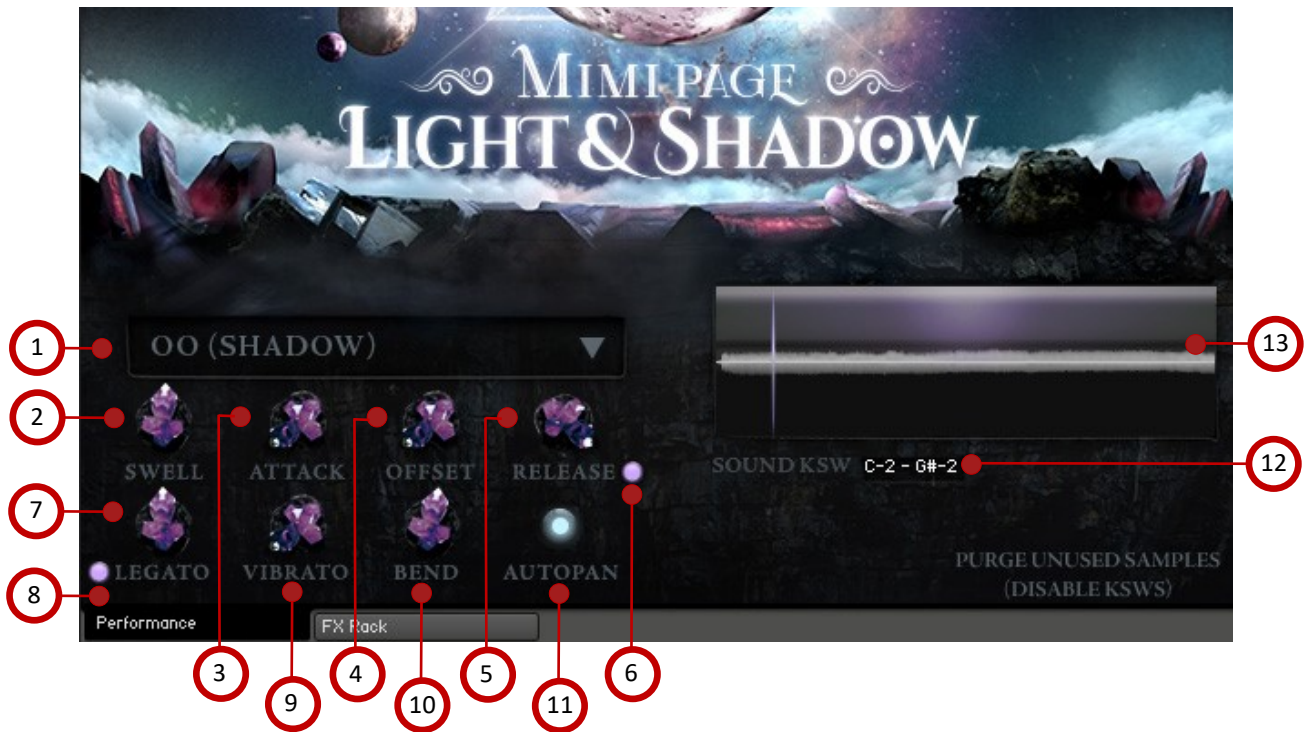 MIMI PAGE
LIGHT & SHADOW
1
OO (SHADOW)
13
2
SWELL
ATTACK
OFFSET
RELEASE
SOUND KSW
C-2 - G#-2
12
7
LEGATO
VIBRATO
BEND
AUTOPAN
PURGE UNUSED SAMPLES
(DISABLE KSWS)
8
Performance
FX Rack
3
4
5
6
9
10
11